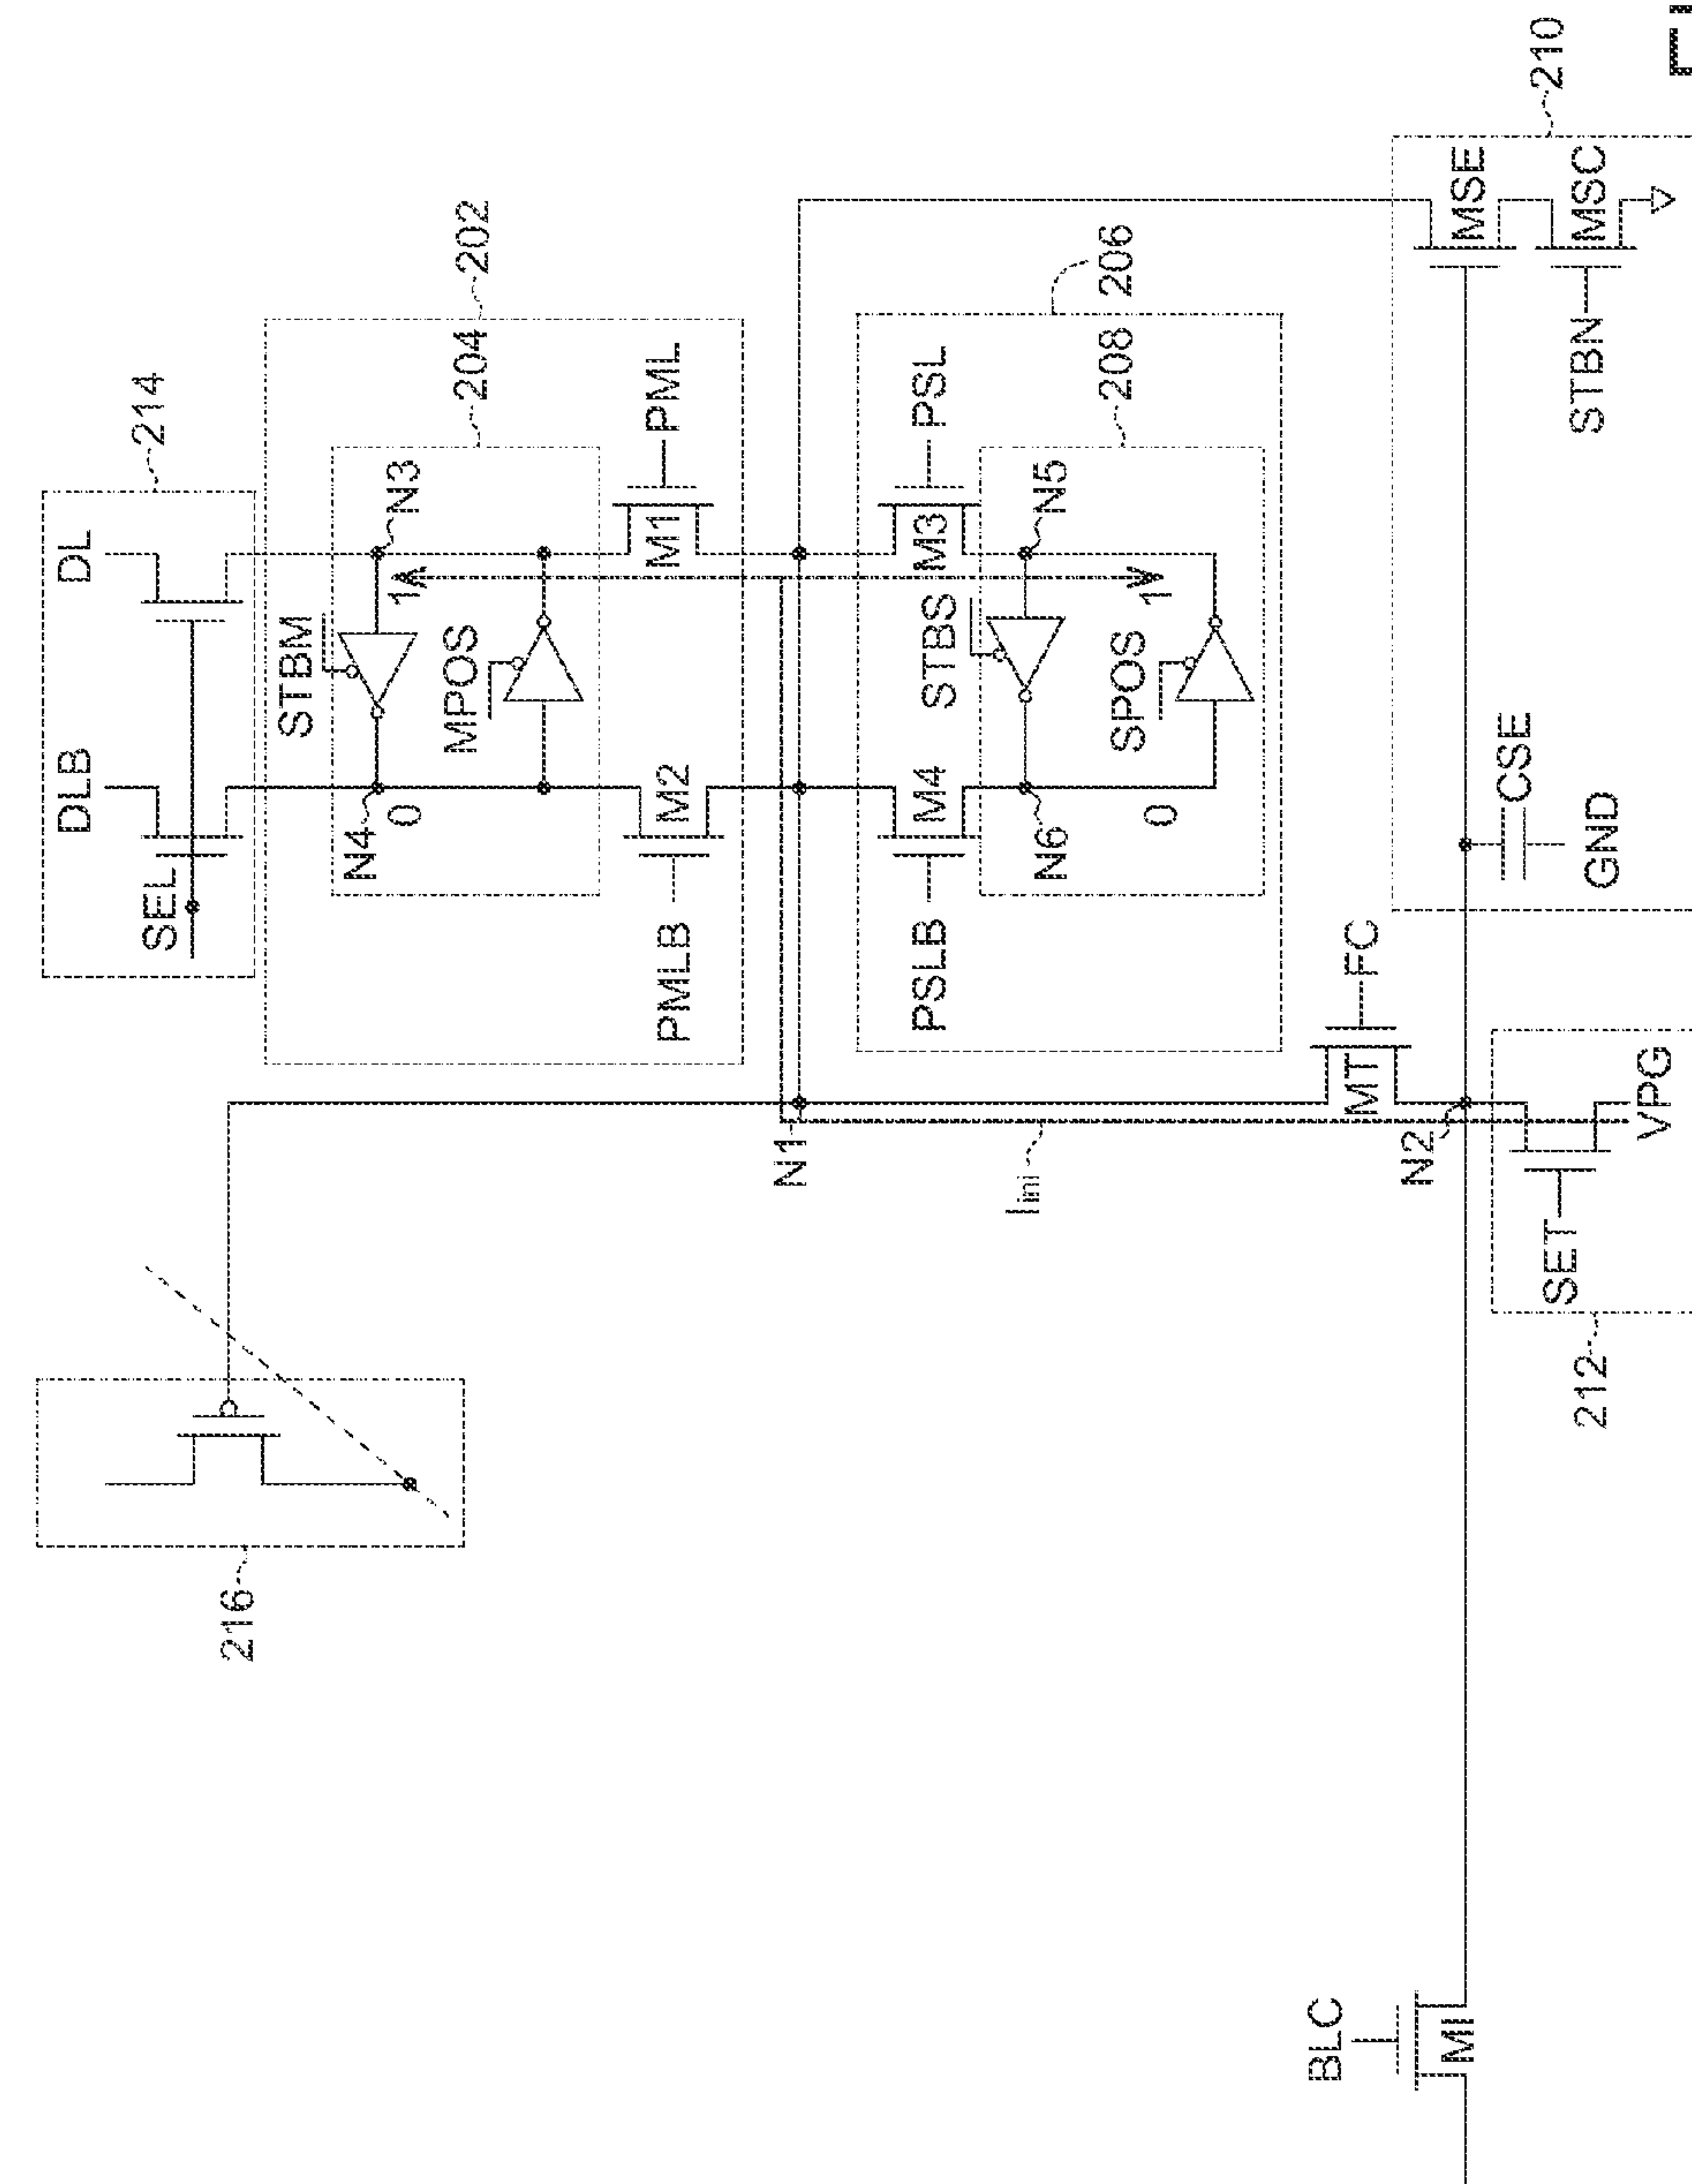 210
214
DLB
DL
SEL
202
204
STBM
N3
N4
1
0
MPOS
M2
M1
PML
PMLB
206
PSL
208
M3
M4
PSLB
STBS
N5
N6
1
0
SPOS
MSE
MSC
STBN
CSE
GND
FC
MT
N1
N2
Iini
VPG
SET
212
216
BLC
MI